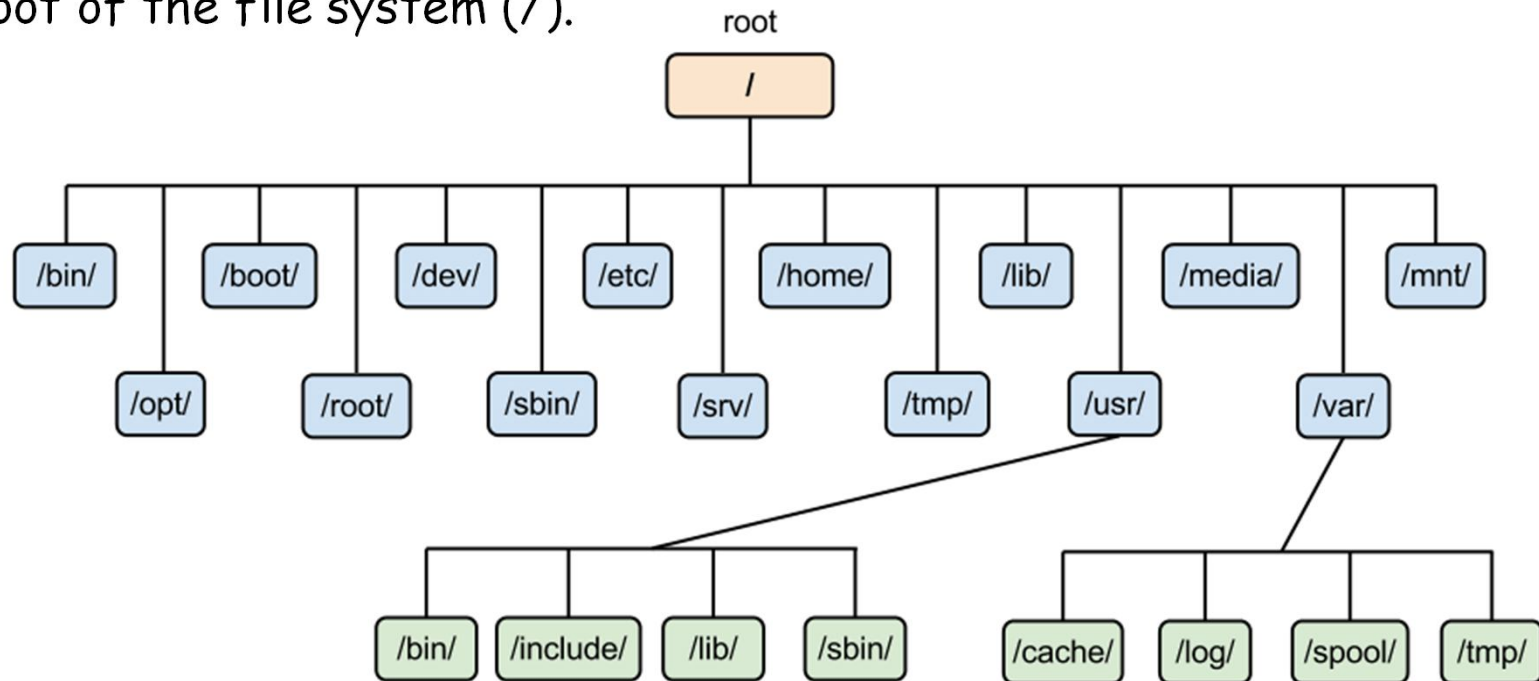 of the file system (/).
root
/
/bin/
/boot/
/dev/
/etc/
/home/
/lib/
/media/
/mnt/
/opt/
/root/
/sbin/
/srv/
/tmp/
/usr/
/var/
/bin/
/include/
/lib/
/sbin/
/cache/
/log/
/spool/
/tmp/